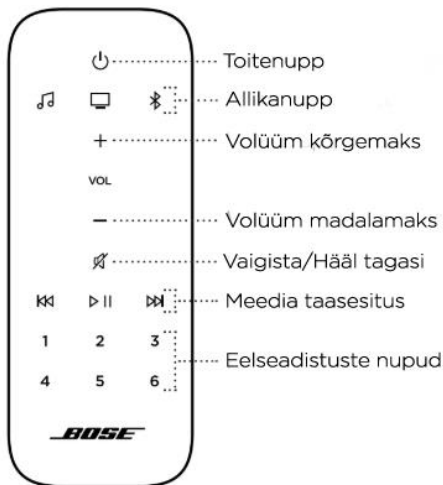 Toitenupp
Allikanupp
+ Volüüm kõrgemaks
VOL
− Volüüm madalamaks
Vaigista/Hääl tagasi
Meedia taasesitus
1 2 3
Eelseadistuste nupud
4 5 6
BOSE